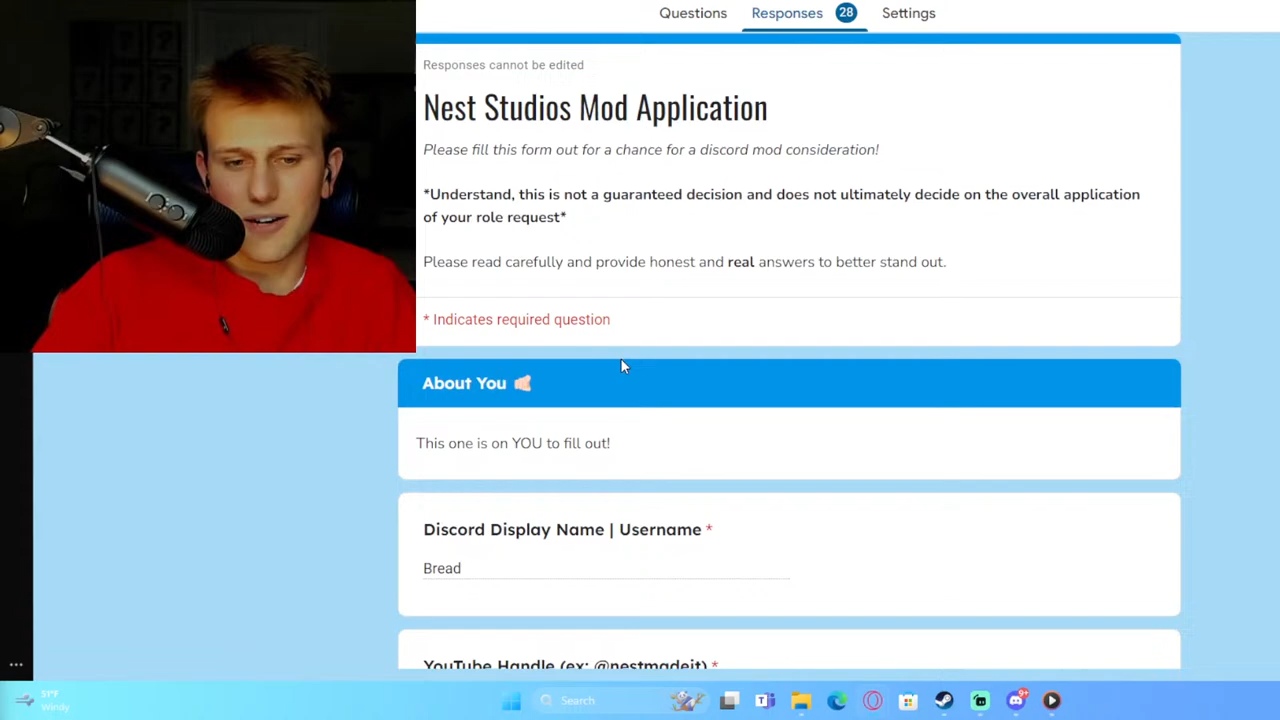 Questions Responses 28 Settings
Responses cannot be edited
Nest Studios Mod Application
Please fill this form out for a chance for a discord mod consideration!
*Understand, this is not a guaranteed decision and does not ultimately decide on the overall application
of your role request*
Please read carefully and provide honest and real answers to better stand out.
* Indicates required question
About You
This one is on YOU to fill out!
Discord Display Name | Username *
Bread
YouTube Handle (ex: @nestmadeit) *
51°F
Windy
Search
9+